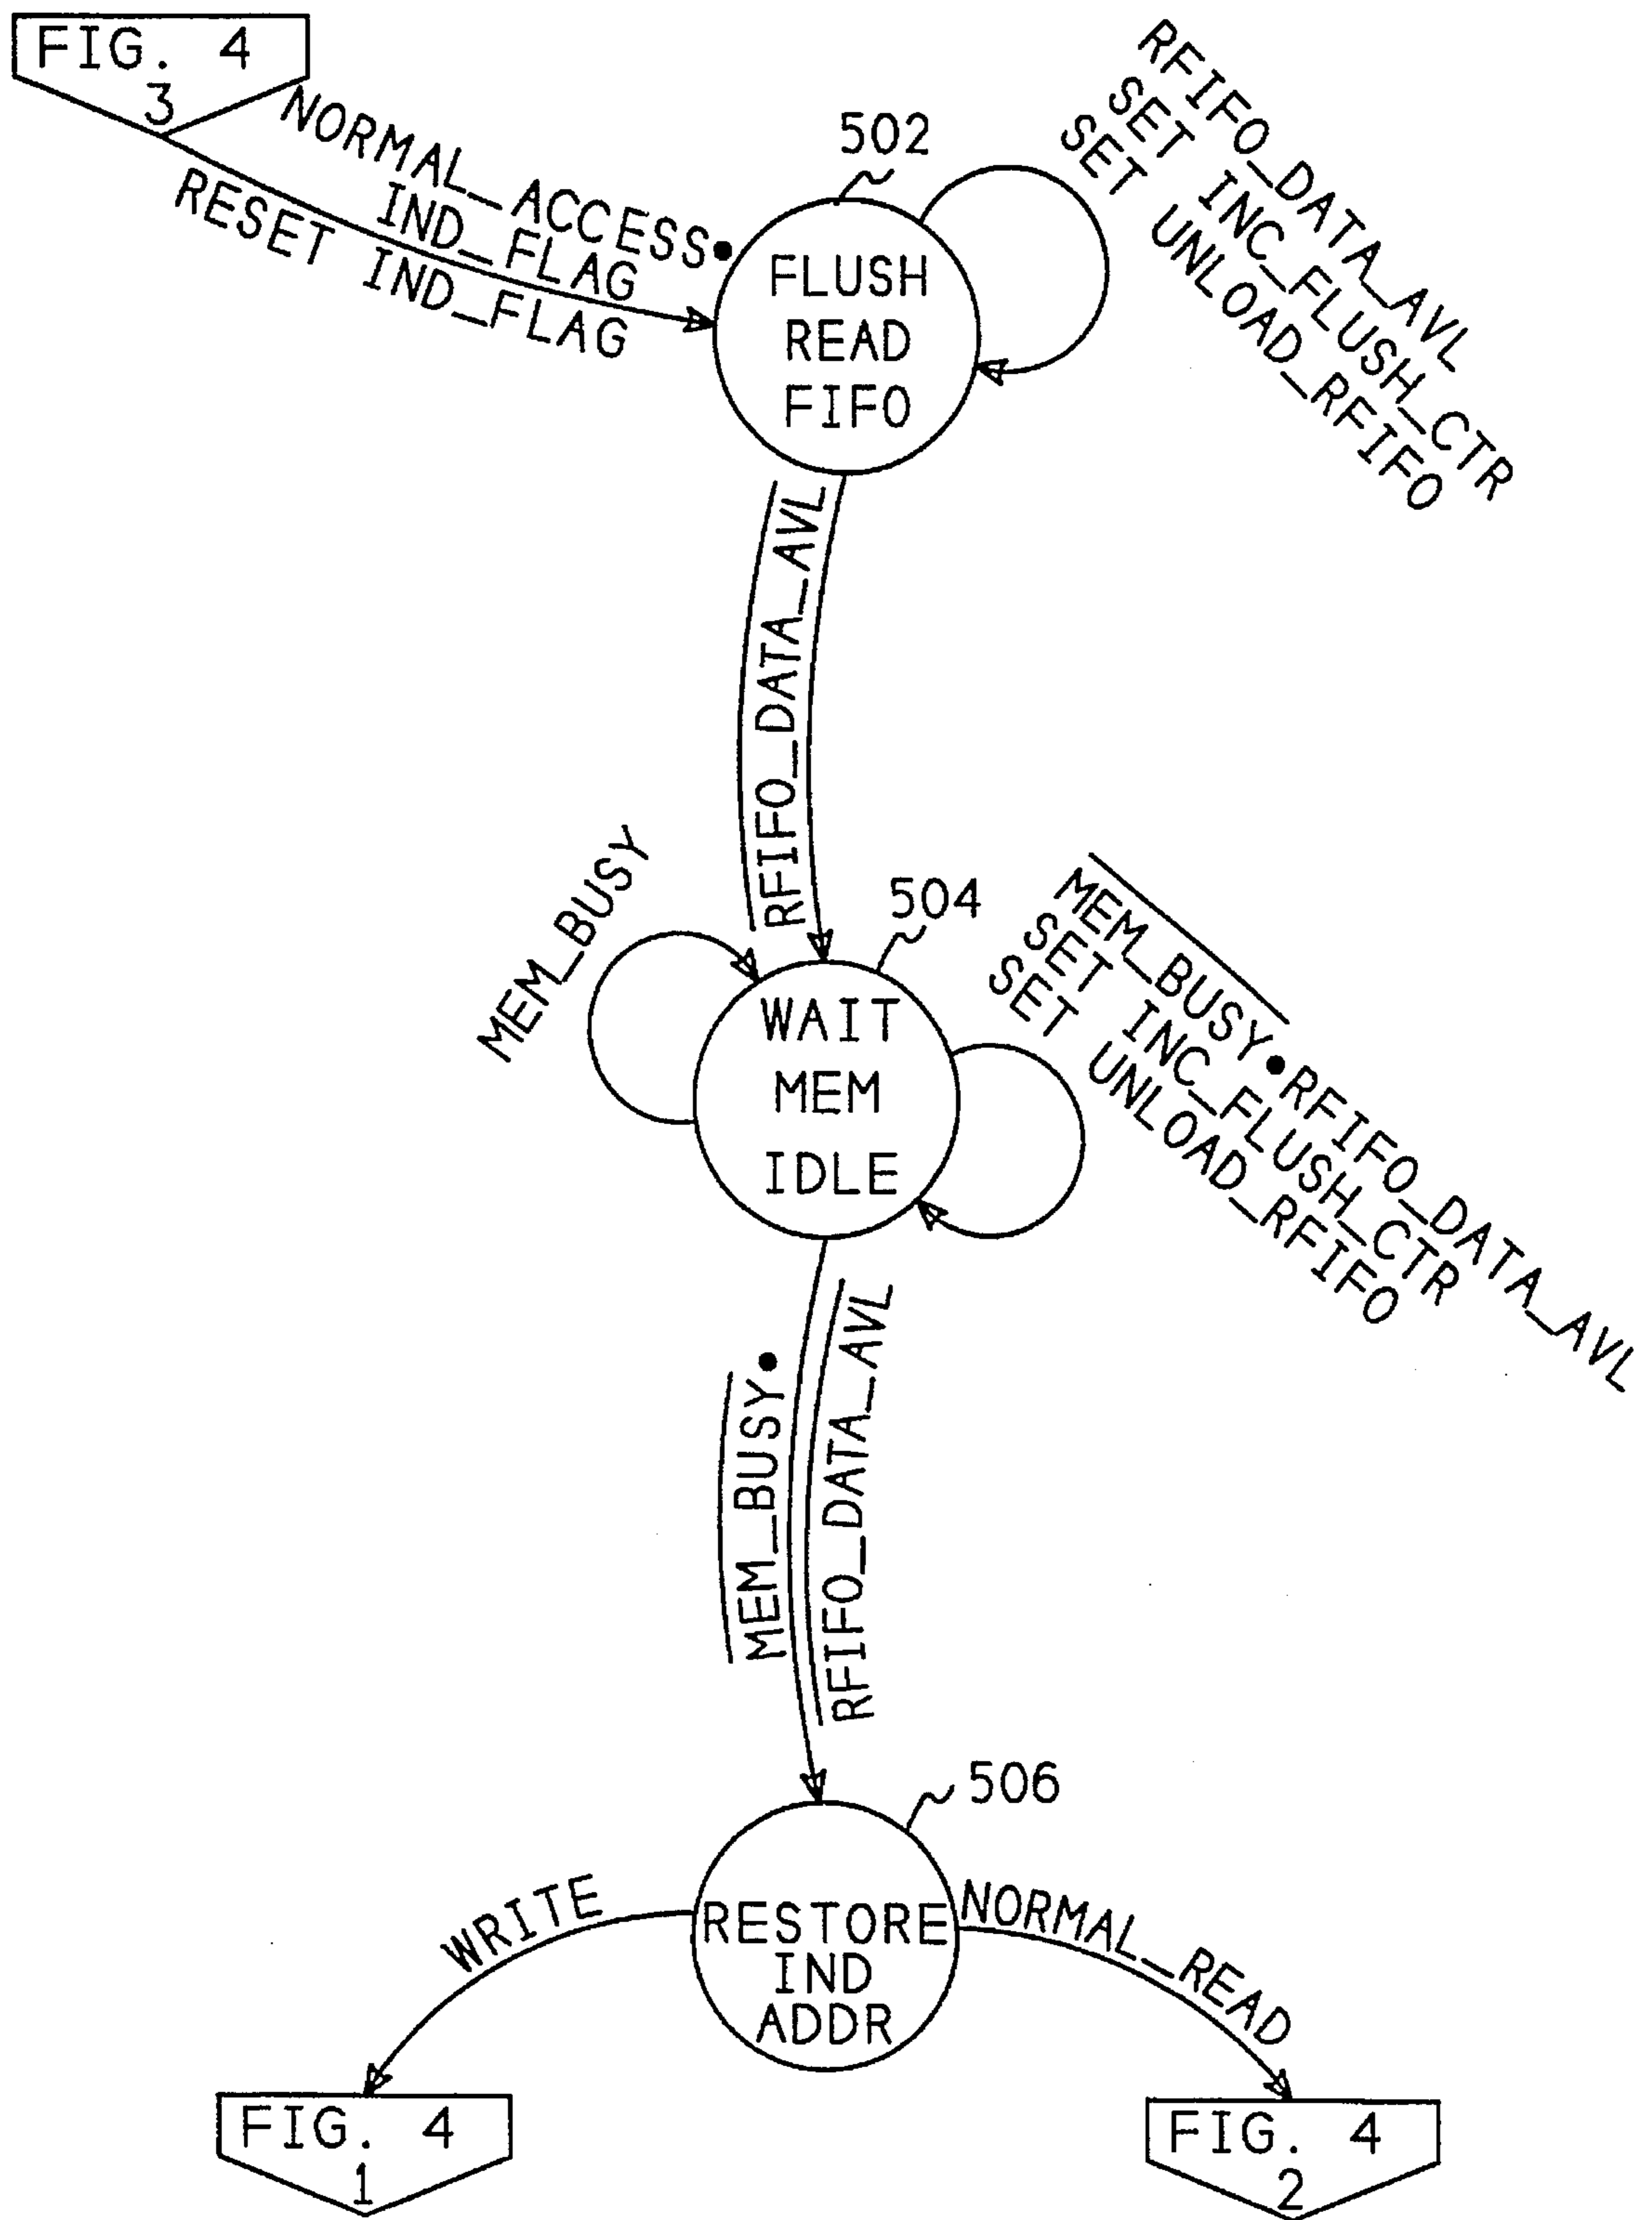 FIG. 4
3
NORMAL_ACCESS•
IND_FLAG
RESET IND_FLAG
502
FLUSH
READ
FIFO
RFIFO_DATA_AVL
SET INC_FLUSH_CTR
SET UNLOAD_RFIFO
RFIFO_DATA_AVL
MEM_BUSY
504
WAIT
MEM
IDLE
MEM_BUSY•RFIFO_DATA_AVL
SET INC_FLUSH_CTR
SET UNLOAD_RFIFO
MEM_BUSY•
RFIFO_DATA_AVL
506
RESTORE
IND
ADDR
WRITE
NORMAL_READ
FIG. 4
1
FIG. 4
2